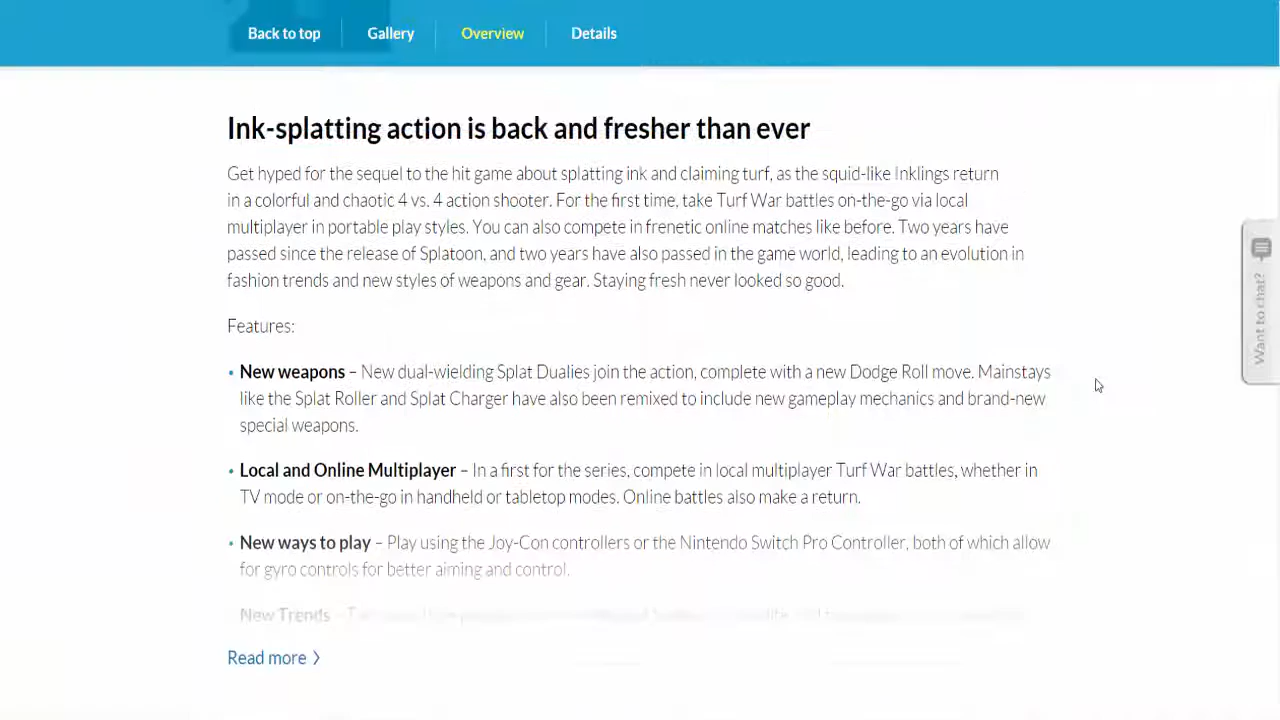 Back to top
Gallery
Overview
Details
Ink-splatting action is back and fresher than ever
Get hyped for the sequel to the hit game about splatting ink and claiming turf, as the squid-like Inklings return
in a colorful and chaotic 4 vs. 4 action shooter. For the first time, take Turf War battles on-the-go via local
multiplayer in portable play styles. You can also compete in frenetic online matches like before. Two years have
passed since the release of Splatoon, and two years have also passed in the game world, leading to an evolution in
fashion trends and new styles of weapons and gear. Staying fresh never looked so good.
Features:
• New weapons – New dual-wielding Splat Dualies join the action, complete with a new Dodge Roll move. Mainstays
like the Splat Roller and Splat Charger have also been remixed to include new gameplay mechanics and brand-new
special weapons.
• Local and Online Multiplayer – In a first for the series, compete in local multiplayer Turf War battles, whether in
TV mode or on-the-go in handheld or tabletop modes. Online battles also make a return.
• New ways to play – Play using the Joy-Con controllers or the Nintendo Switch Pro Controller, both of which allow
for gyro controls for better aiming and control.
New Trends –
Read more
Want to chat?